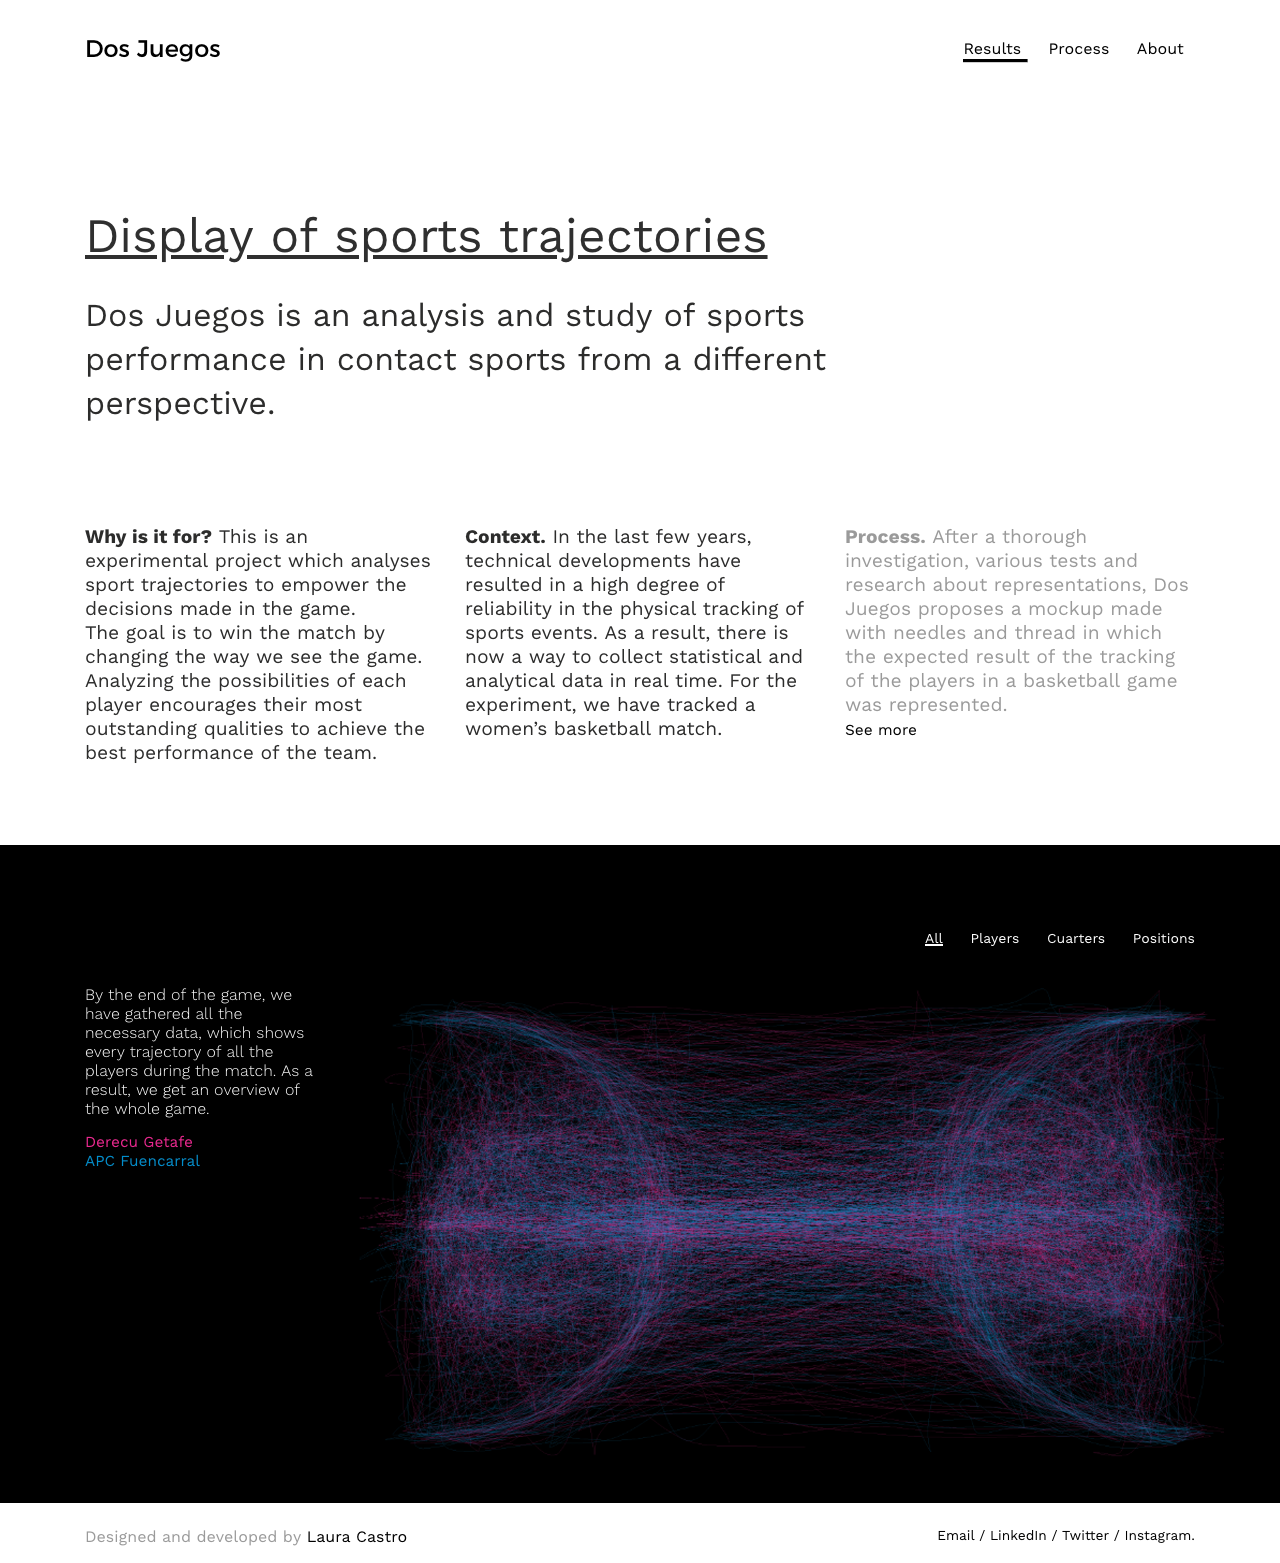 Dos Juegos
Results Process About
Display of sports trajectories
Dos Juegos is an analysis and study of sports
performance in contact sports from a different
perspective.
Why is it for? This is an
experimental project which analyses
sport trajectories to empower the
decisions made in the game.
The goal is to win the match by
changing the way we see the game.
Analyzing the possibilities of each
player encourages their most
outstanding qualities to achieve the
best performance of the team.
Context. In the last few years,
technical developments have
resulted in a high degree of
reliability in the physical tracking of
sports events. As a result, there is
now a way to collect statistical and
analytical data in real time. For the
experiment, we have tracked a
women’s basketball match.
Process. After a thorough
investigation, various tests and
research about representations, Dos
Juegos proposes a mockup made
with needles and thread in which
the expected result of the tracking
of the players in a basketball game
was represented.
See more
All Players Cuarters Positions
By the end of the game, we
have gathered all the
necessary data, which shows
every trajectory of all the
players during the match. As a
result, we get an overview of
the whole game.
Derecu Getafe
APC Fuencarral
Designed and developed by Laura Castro
Email / LinkedIn / Twitter / Instagram.